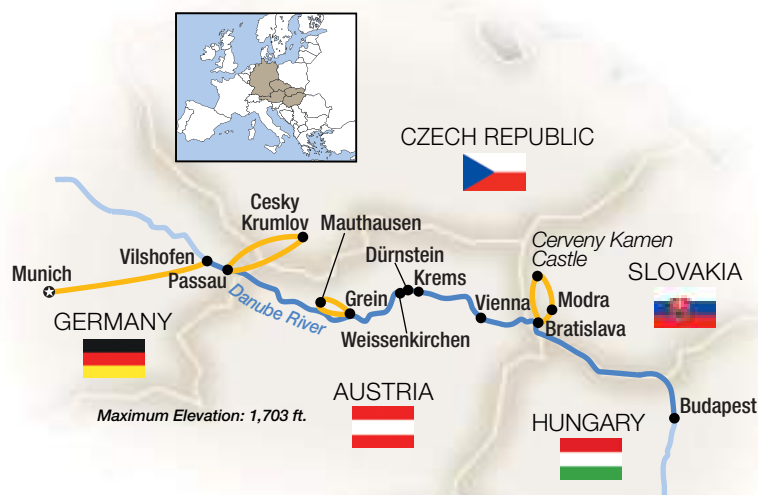 CZECH REPUBLIC
Cesky
Krumlov
Mauthausen
Cerveny Kamen
Castle
Vilshofen
Dürnstein
Munich
Passau
Krems
SLOVAKIA
Danube River
Grein
Vienna
Modra
GERMANY
Weissenkirchen
Bratislava
AUSTRIA
Budapest
Maximum Elevation: 1,703 ft.
HUNGARY